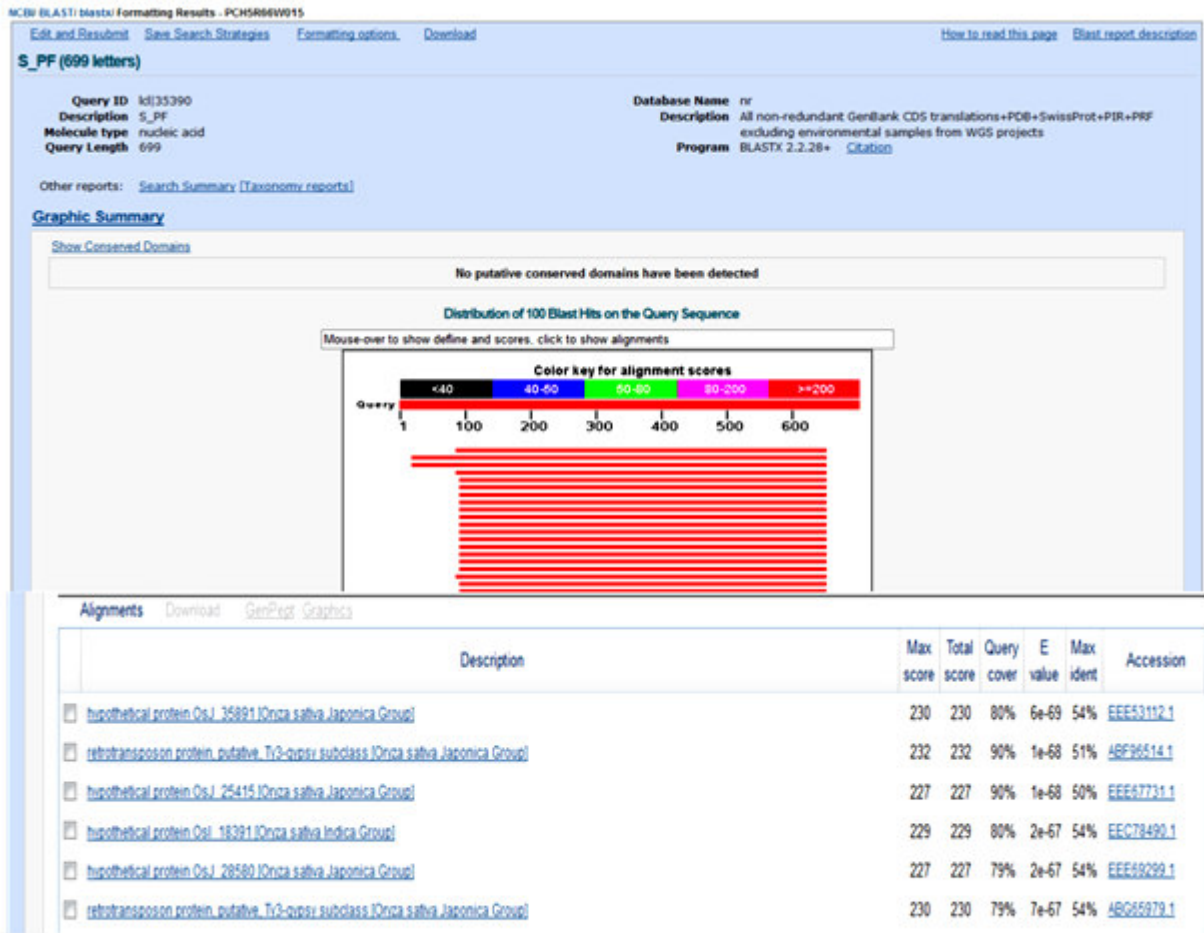 NCBI/ BLAST/ blastx/ Formatting Results - PCH5R66W015
Edit and Resubmit Save Search Strategies Formatting options Download How to read this page Blast report description
S_PF (699 letters)
Query ID lcl|35390
Description S_PF
Molecule type nucleic acid
Query Length 699
Database Name nr
Description All non-redundant GenBank CDS translations+PDB+SwissProt+PIR+PRF
excluding environmental samples from WGS projects
Program BLASTX 2.2.28+ Citation
Other reports: Search Summary [Taxonomy reports]
Graphic Summary
Show Conserved Domains
No putative conserved domains have been detected
Distribution of 100 Blast Hits on the Query Sequence
Mouse-over to show define and scores, click to show alignments
Color key for alignment scores
<40 40-50 50-80 80-200 >=200
Query
1 100 200 300 400 500 600
Alignments Download GenPept Graphics
Description Max score Total score Query cover E value Max ident Accession
hypothetical protein OsJ_35891 [Oryza sativa Japonica Group] 230 230 80% 6e-69 54% EEE53112.1
retrotransposon protein, putative, Ty3-gypsy subclass [Oryza sativa Japonica Group] 232 232 90% 1e-68 51% ABF96514.1
hypothetical protein OsJ_25415 [Oryza sativa Japonica Group] 227 227 90% 1e-68 50% EEE67731.1
hypothetical protein OsI_18391 [Oryza sativa Indica Group] 229 229 80% 2e-67 54% EEC78490.1
hypothetical protein OsJ_28580 [Oryza sativa Japonica Group] 227 227 79% 2e-67 54% EEE69299.1
retrotransposon protein, putative, Ty3-gypsy subclass [Oryza sativa Japonica Group] 230 230 79% 7e-67 54% ABG65979.1